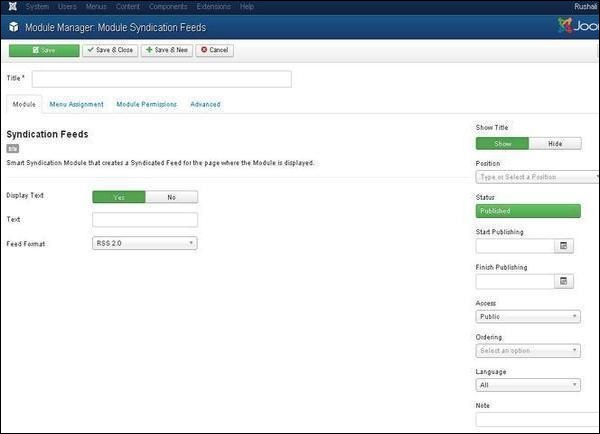 System Users Menus Content Components Extensions Help Rushali
Module Manager: Module Syndication Feeds Joo
Save Save & Close Save & New Cancel
Title *
Module Menu Assignment Module Permissions Advanced
Syndication Feeds
Site
Smart Syndication Module that creates a Syndicated Feed for the page where the Module is displayed.
Display Text Yes No
Text
Feed Format RSS 2.0
Show Title
Show Hide
Position
Type or Select a Position
Status
Published
Start Publishing
Finish Publishing
Access
Public
Ordering
Select an option
Language
All
Note